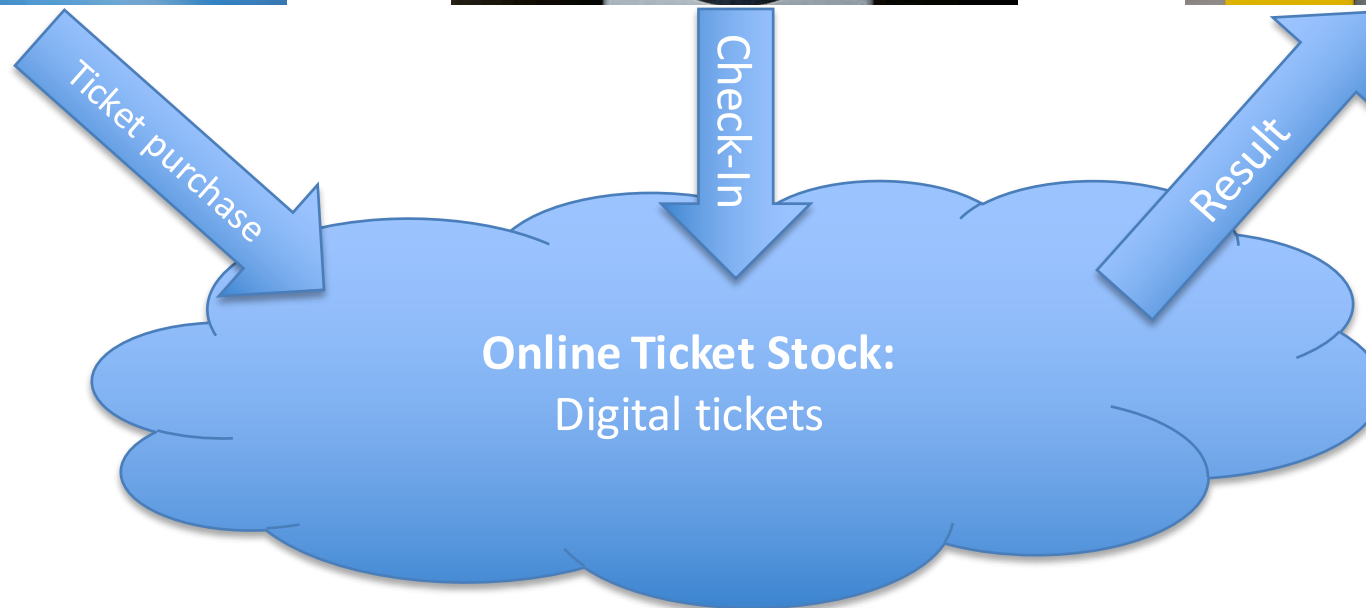 Ticket purchase
Check-In
Result
Online Ticket Stock:
Digital tickets